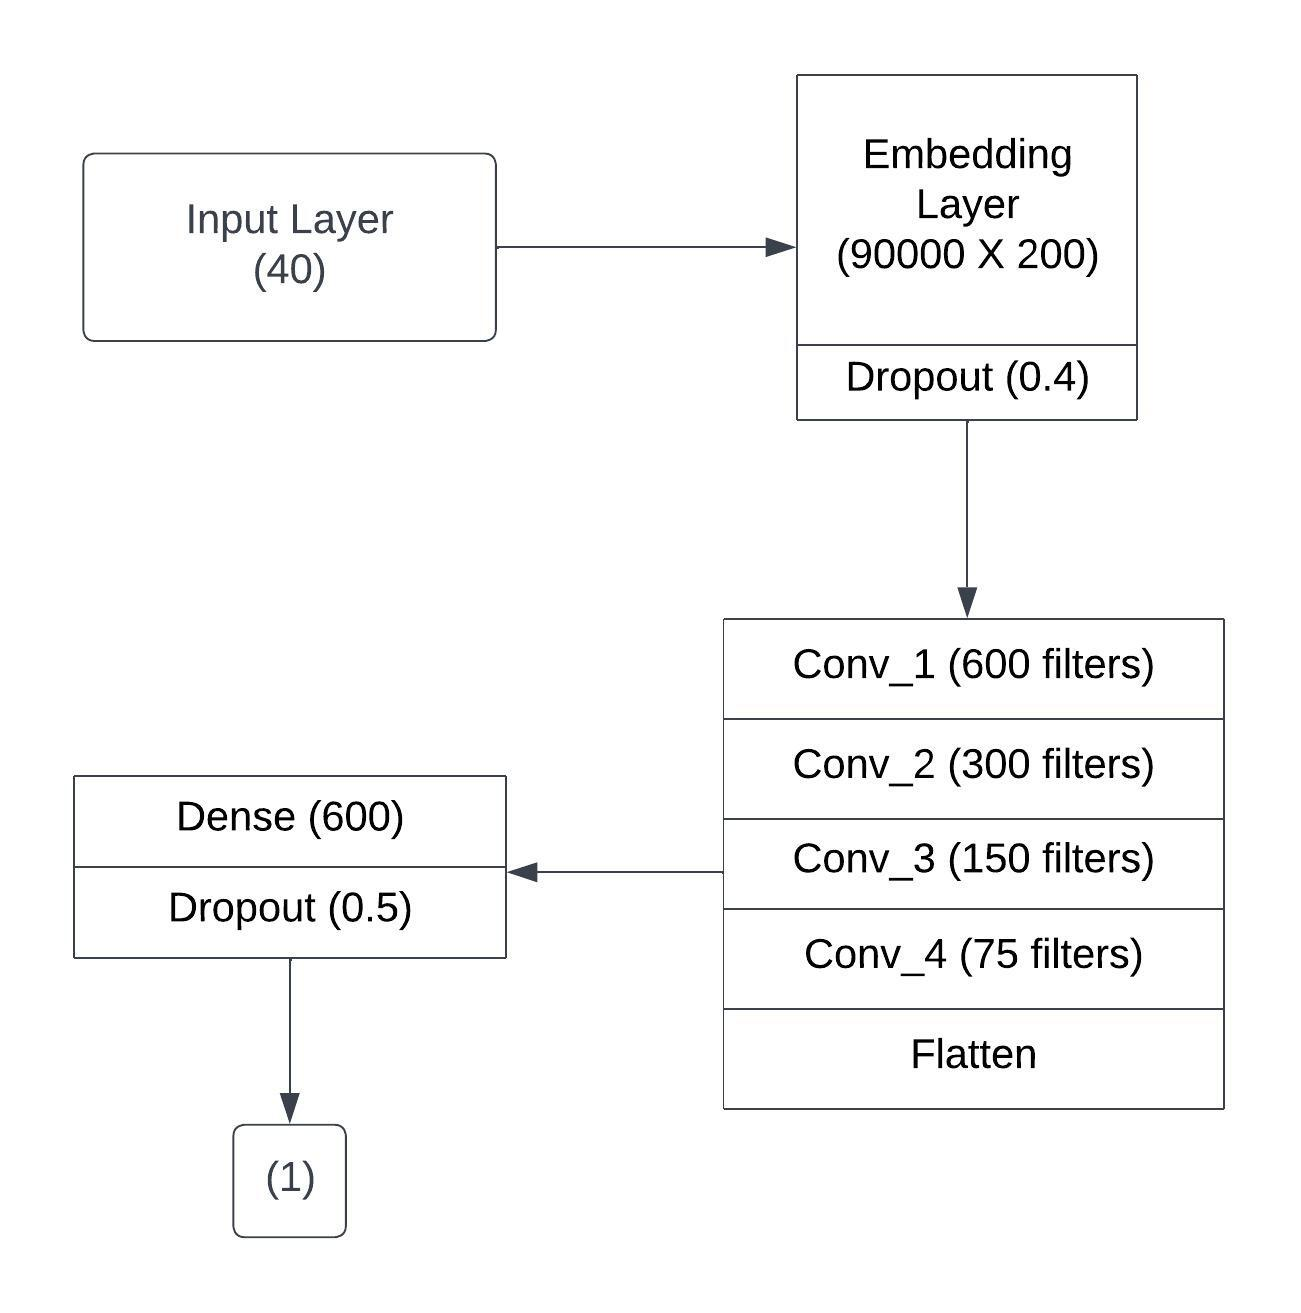 Input Layer
(40)
Embedding
Layer
(90000 X 200)
Dropout (0.4)
Conv_1 (600 filters)
Conv_2 (300 filters)
Conv_3 (150 filters)
Conv_4 (75 filters)
Flatten
Dense (600)
Dropout (0.5)
(1)